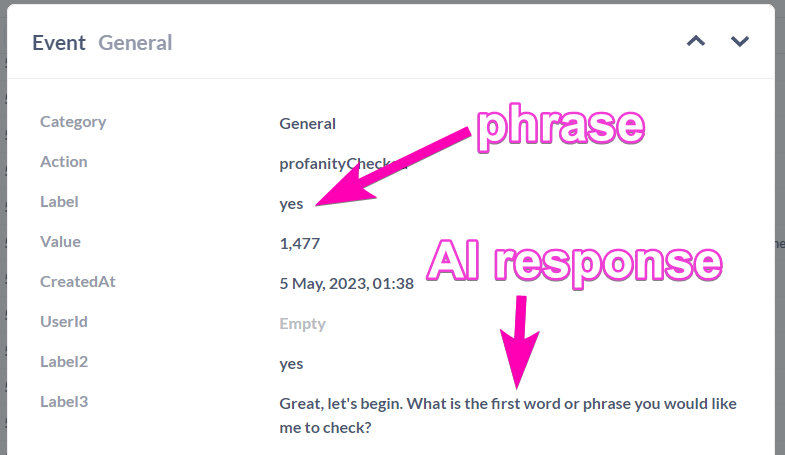 Event General
Category General
phrase
Action profanityChecked
Label yes
Value 1,477
AI response
CreatedAt 5 May, 2023, 01:38
UserId Empty
Label2 yes
Label3 Great, let's begin. What is the first word or phrase you would like
me to check?